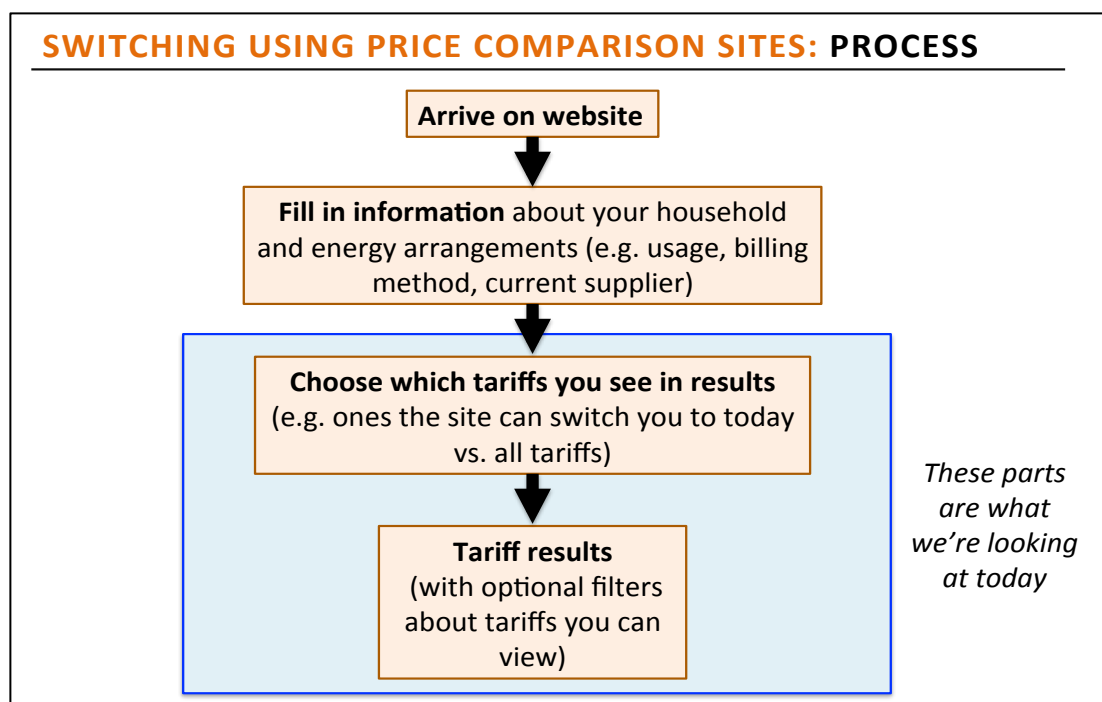 SWITCHING USING PRICE COMPARISON SITES: PROCESS
Arrive on website
Fill in information about your household
and energy arrangements (e.g. usage, billing
method, current supplier)
Choose which tariffs you see in results
(e.g. ones the site can switch you to today
vs. all tariffs)
Tariff results
(with optional filters
about tariffs you can
view)
These parts
are what
we’re looking
at today